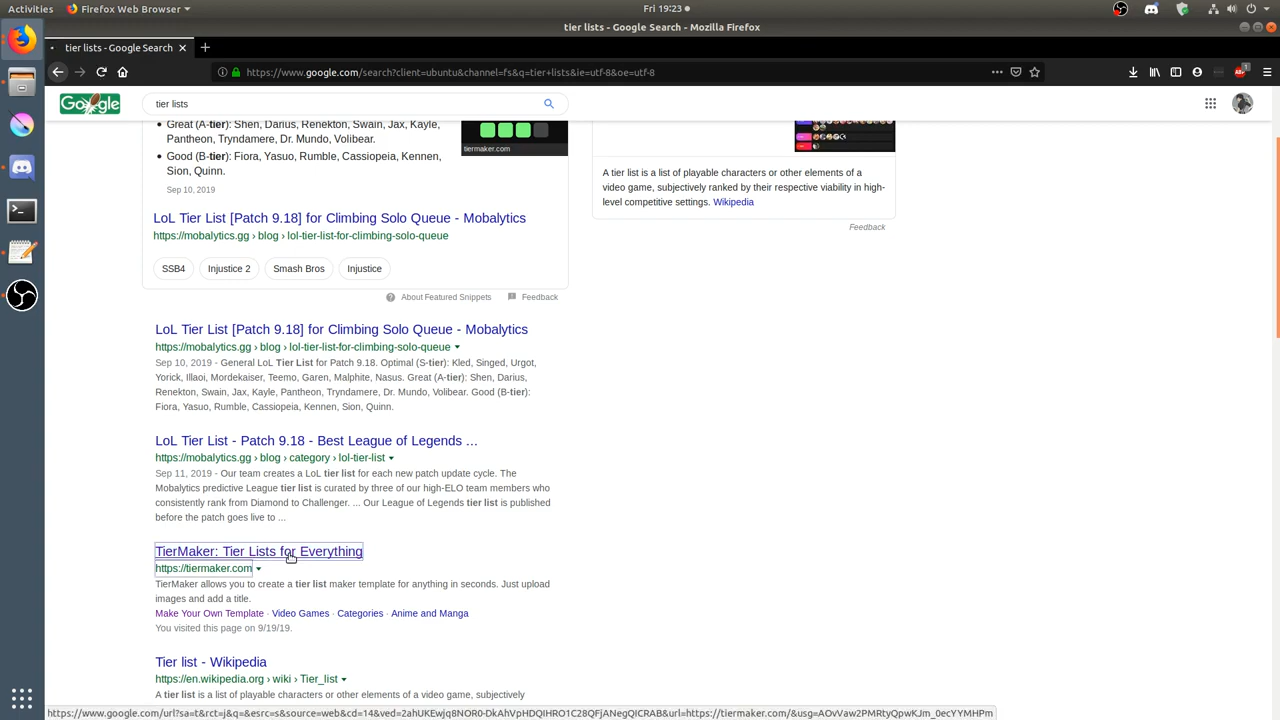 Activities
Firefox Web Browser
Fri 19:23
tier lists - Google Search - Mozilla Firefox
tier lists - Google Search
https://www.google.com/search?client=ubuntu&channel=fs&q=tier+lists&ie=utf-8&oe=utf-8
1
Google
tier lists
Great (A-tier): Shen, Darius, Renekton, Swain, Jax, Kayle,
Pantheon, Tryndamere, Dr. Mundo, Volibear.
Good (B-tier): Fiora, Yasuo, Rumble, Cassiopeia, Kennen,
Sion, Quinn.
Sep 10, 2019
tiermaker.com
LoL Tier List [Patch 9.18] for Climbing Solo Queue - Mobalytics
https://mobalytics.gg › blog › lol-tier-list-for-climbing-solo-queue
SSB4
Injustice 2
Smash Bros
Injustice
About Featured Snippets
Feedback
A tier list is a list of playable characters or other elements of a
video game, subjectively ranked by their respective viability in high-
level competitive settings. Wikipedia
Feedback
LoL Tier List [Patch 9.18] for Climbing Solo Queue - Mobalytics
https://mobalytics.gg › blog › lol-tier-list-for-climbing-solo-queue
Sep 10, 2019 - General LoL Tier List for Patch 9.18. Optimal (S-tier): Kled, Singed, Urgot,
Yorick, Illaoi, Mordekaiser, Teemo, Garen, Malphite, Nasus. Great (A-tier): Shen, Darius,
Renekton, Swain, Jax, Kayle, Pantheon, Tryndamere, Dr. Mundo, Volibear. Good (B-tier):
Fiora, Yasuo, Rumble, Cassiopeia, Kennen, Sion, Quinn.
LoL Tier List - Patch 9.18 - Best League of Legends ...
https://mobalytics.gg › blog › category › lol-tier-list
Sep 11, 2019 - Our team creates a LoL tier list for each new patch update cycle. The
Mobalytics predictive League tier list is curated by three of our high-ELO team members who
consistently rank from Diamond to Challenger. ... Our League of Legends tier list is published
before the patch goes live to ...
TierMaker: Tier Lists for Everything
https://tiermaker.com
TierMaker allows you to create a tier list maker template for anything in seconds. Just upload
images and add a title.
Make Your Own Template · Video Games · Categories · Anime and Manga
You visited this page on 9/19/19.
Tier list - Wikipedia
https://en.wikipedia.org › wiki › Tier_list
A tier list is a list of playable characters or other elements of a video game, subjectively
https://www.google.com/url?sa=t&rct=j&q=&esrc=s&source=web&cd=14&ved=2ahUKEwjq8NOR0-DkAhVpHDQIHRO1C28QFjANegQICRAB&url=https://tiermaker.com/&usg=AOvVaw2PMRtyQpwKJm_0ecYYMHPm